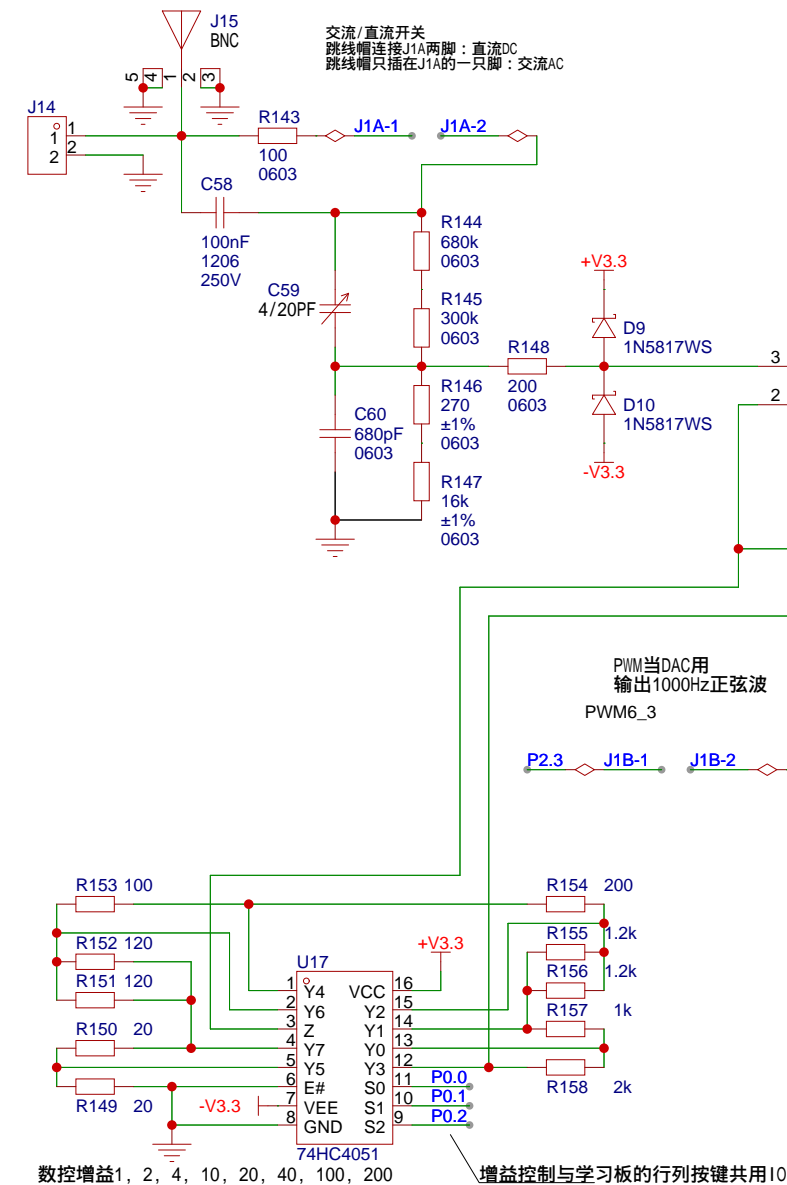 J15
BNC
交流/直流开关
跳线帽连接J1A两脚：直流DC
跳线帽只插在J1A的一只脚：交流AC
5
4
1
2
3
J14
1
1
2
2
R143
100
0603
J1A-1
J1A-2
C58
100nF
1206
250V
R144
680k
0603
C59
4/20PF
R145
300k
0603
+V3.3
D9
1N5817WS
R148
200
0603
3
2
R146
270
±1%
0603
C60
680pF
0603
D10
1N5817WS
-V3.3
R147
16k
±1%
0603
PWM当DAC用
输出1000Hz正弦波
PWM6_3
P2.3
J1B-1
J1B-2
R153 100
R154 200
R152 120
R155 1.2k
R151 120
R156 1.2k
R150 20
R157 1k
R149 20
R158 2k
+V3.3
U17
1 Y4 VCC 16
2 Y6 Y2 15
3 Z Y1 14
4 Y7 Y0 13
5 Y5 Y3 12
6 E# S0 11 P0.0
-V3.3 7 VEE S1 10 P0.1
8 GND S2 9 P0.2
74HC4051
数控增益1, 2, 4, 10, 20, 40, 100, 200
增益控制与学习板的行列按键共用IO